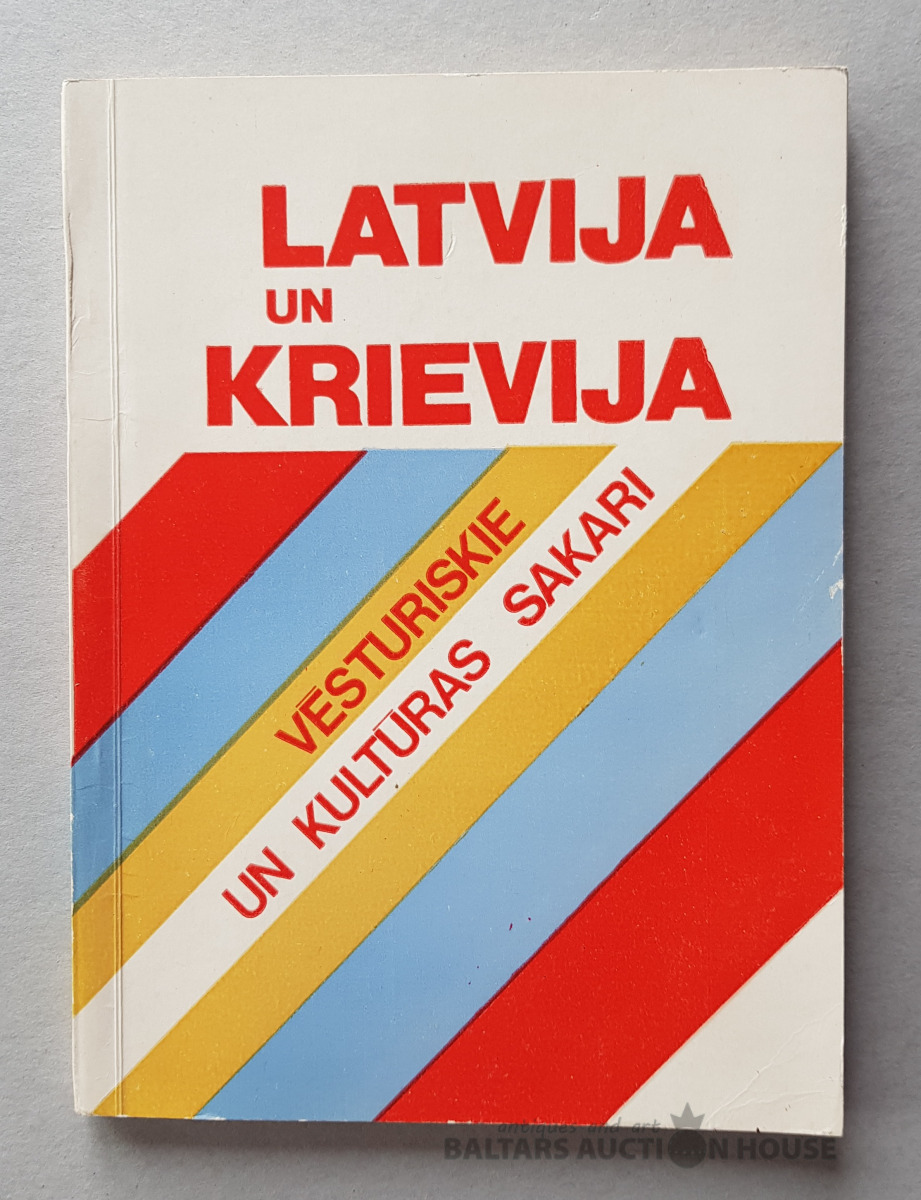 LATVIJA
UN
KRIEVIJA
VĒSTURISKIE
UN KULTŪRAS SAKARI
antiques and art
BALTARS AUCTION HOUSE